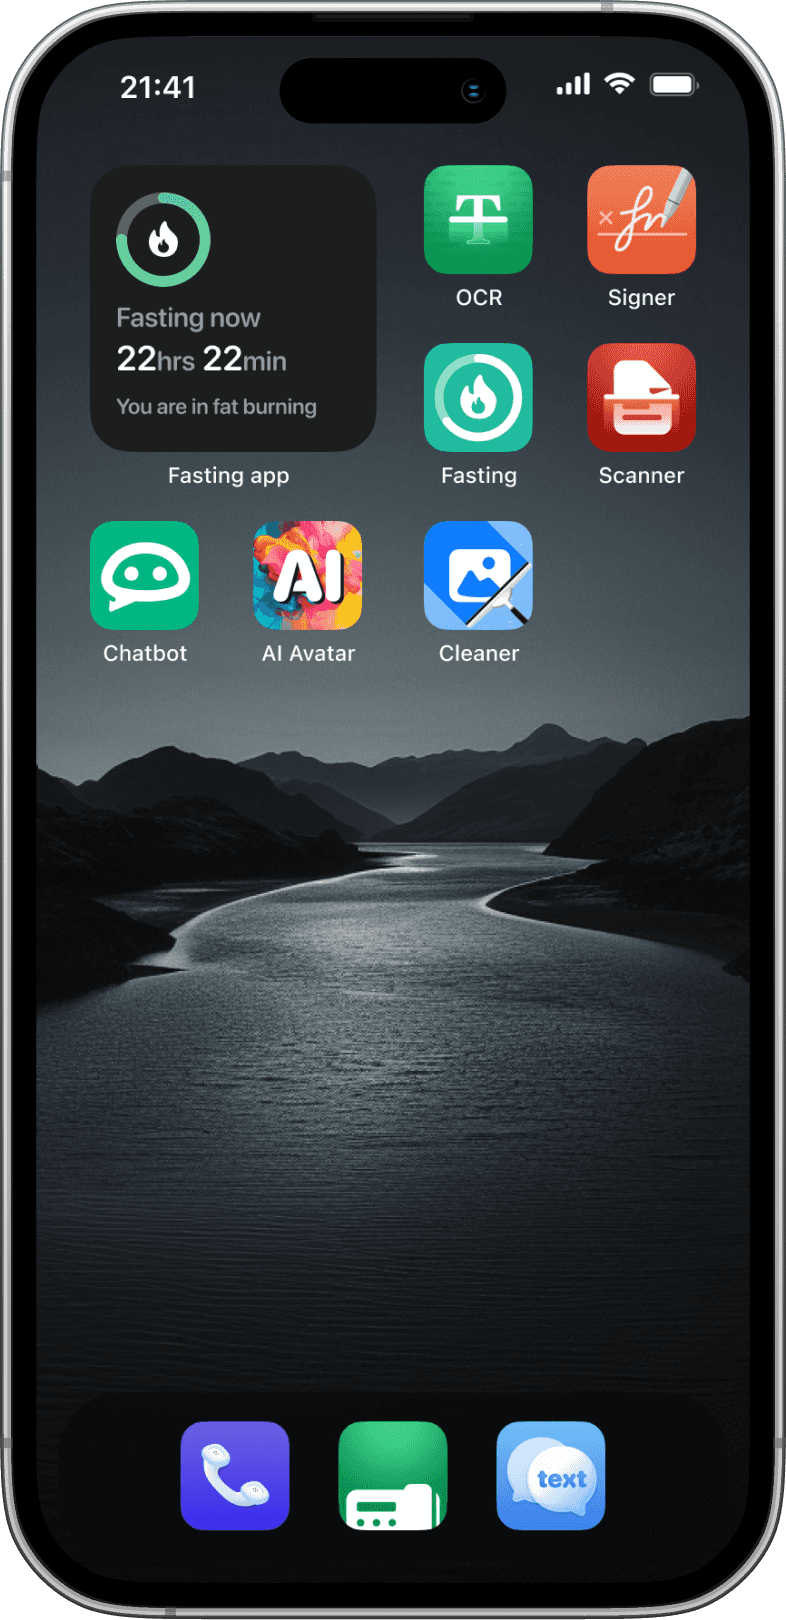 21:41
Fasting now
22hrs 22min
You are in fat burning
Fasting app
T
OCR
Signer
Fasting
Scanner
Chatbot
AI
AI Avatar
Cleaner
text